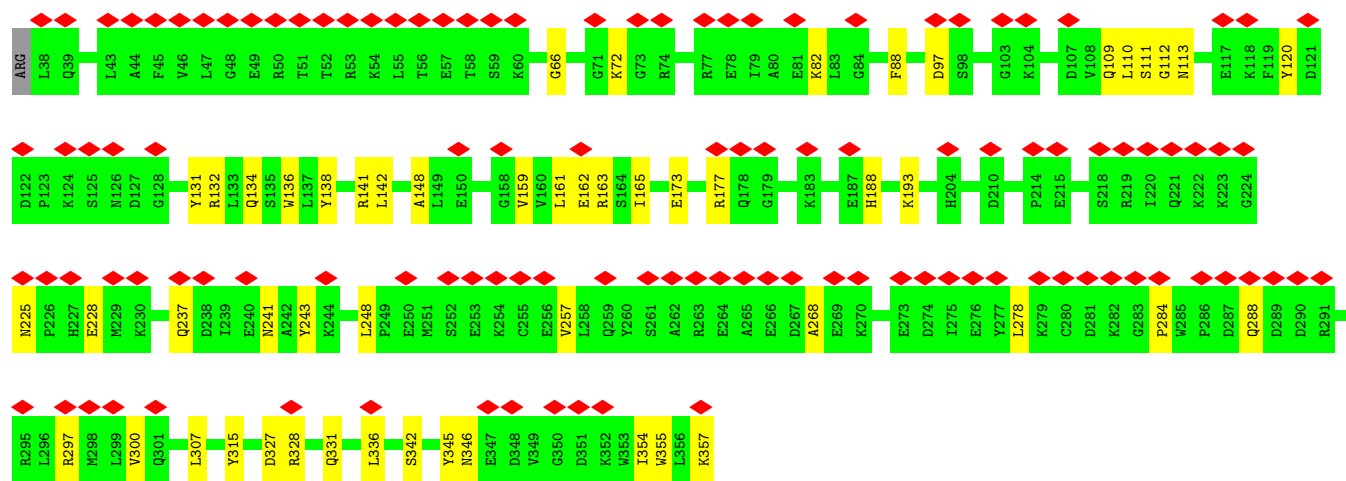 ARG L38 Q39 L43 A44 F45 V46 L47 G48 E49 R50 T51 T52 R53 K54 L55 T56 E57 T58 S59 K60 G66 G71 K72 G73 R74 R77 E78 I79 A80 E81 K82 L83 G84 F88 D97 S98 G103 K104 D107 V108 Q109 L110 S111 G112 N113 E117 K118 F119 Y120 D121
D122 P123 K124 S125 N126 D127 G128 Y131 R132 L133 Q134 S135 W136 L137 Y138 R141 L142 A148 L149 E150 G158 V159 V160 L161 E162 R163 S164 I165 E173 R177 Q178 G179 K183 E187 H188 K193 H204 D210 P214 E215 S218 R219 I220 Q221 K222 K223 G224
N225 P226 H227 E228 M229 K230 Q237 D238 I239 E240 N241 A242 Y243 K244 L248 P249 E250 M251 S252 E253 K254 C255 E256 V257 L258 Q259 Y260 S261 A262 R263 E264 A265 E266 D267 A268 E269 K270 E273 D274 I275 E276 Y277 L278 K279 C280 D281 K282 G283 P284 W285 P286 D287 Q288 D289 D290 R291
R295 L296 R297 M298 L299 V300 Q301 L307 Y315 D327 R328 Q331 L336 S342 Y345 N346 E347 D348 V349 G350 D351 K352 W353 I354 W355 L356 K357